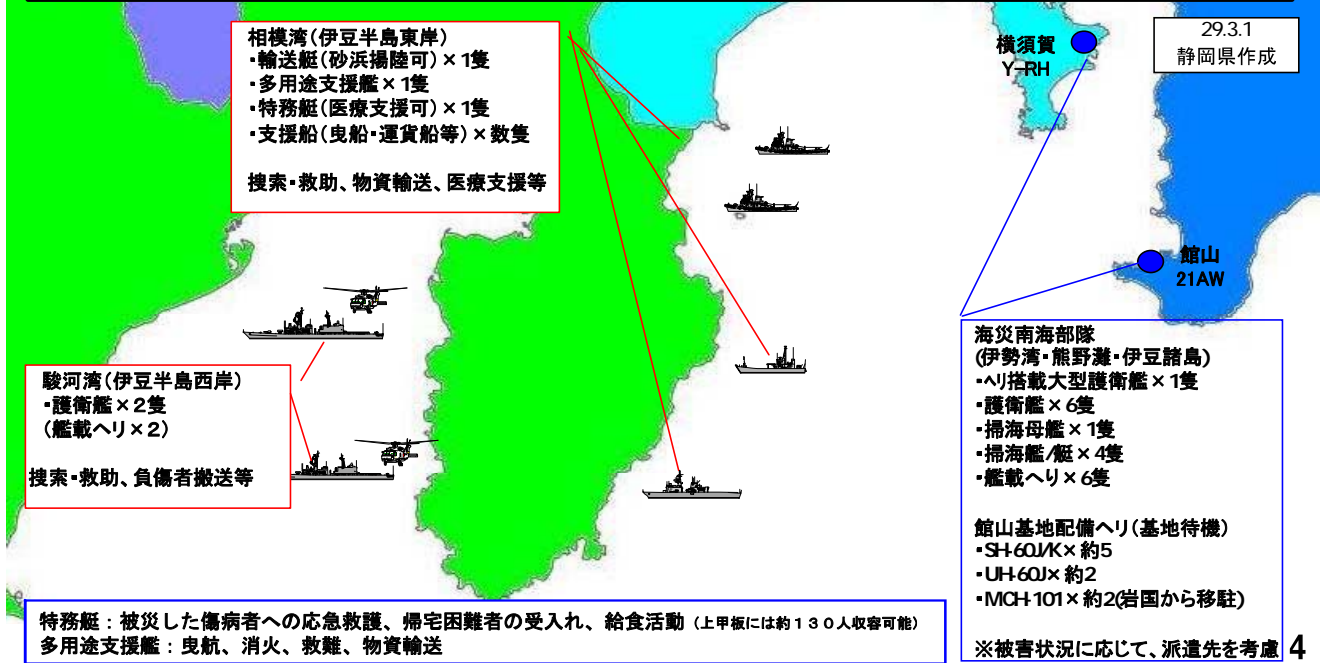 相模湾(伊豆半島東岸)
・輸送艇(砂浜揚陸可)×1隻
・多用途支援艦×1隻
・特務艇(医療支援可)×1隻
・支援船(曳船・運貨船等)×数隻
捜索・救助、物資輸送、医療支援等
横須賀
Y-RH
29.3.1
静岡県作成
館山
21AW
駿河湾(伊豆半島西岸)
・護衛艦×2隻
(艦載ヘリ×2)
捜索・救助、負傷者搬送等
海災南海部隊
(伊勢湾・熊野灘・伊豆諸島)
・ヘリ搭載大型護衛艦×1隻
・護衛艦×6隻
・掃海母艦×1隻
・掃海艦/艇×4隻
・艦載へり×6隻
館山基地配備ヘリ(基地待機)
・SH-60J/K×約5
・UH-60J×約2
・MCH-101×約2(岩国から移駐)
※被害状況に応じて、派遣先を考慮
特務艇:被災した傷病者への応急救護、帰宅困難者の受入れ、給食活動(上甲板には約130人収容可能)
多用途支援艦:曳航、消火、救難、物資輸送
4